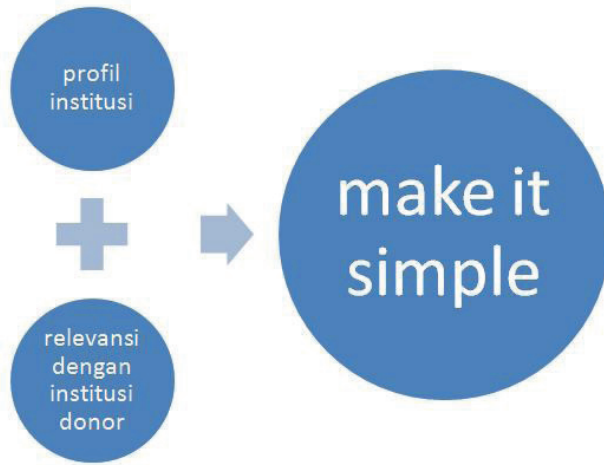 profil
institusi
relevansi
dengan
institusi
donor
make it
simple